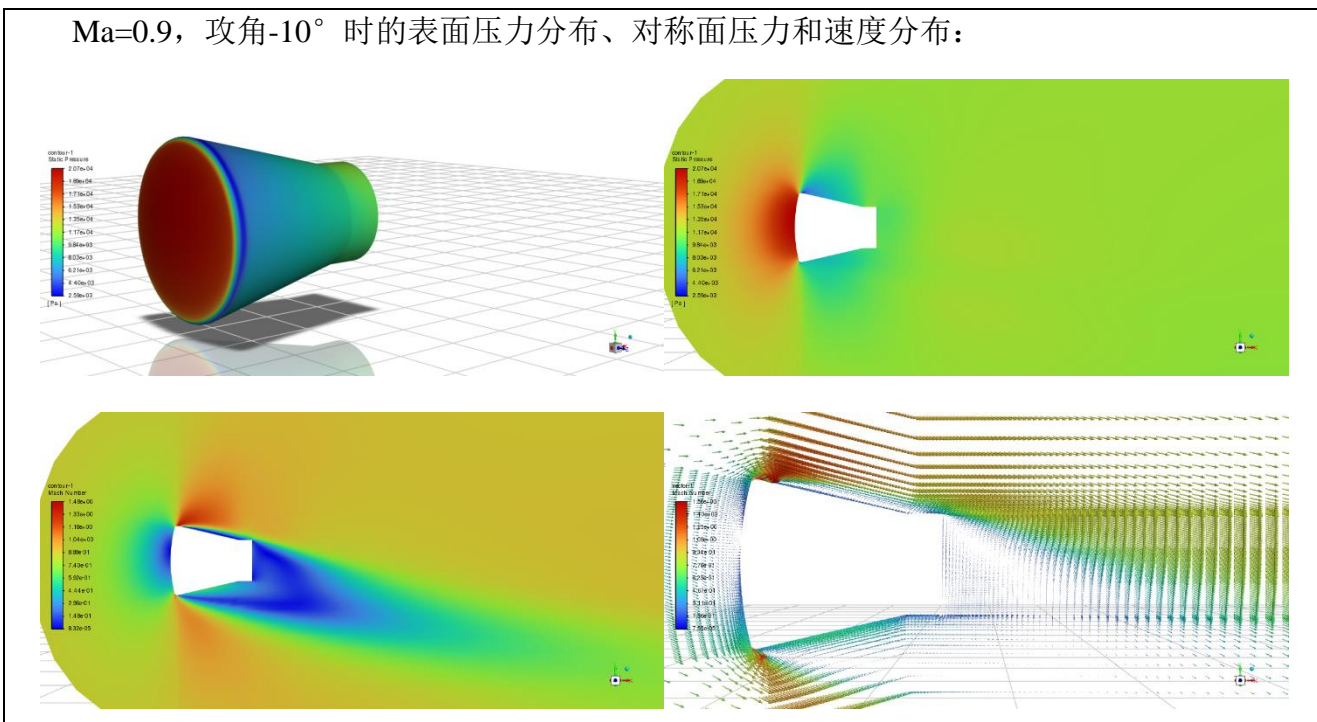 Ma=0.9，攻角-10°时的表面压力分布、对称面压力和速度分布：
contour-1
Static Pressure
2.07e+04
1.89e+04
1.71e+04
1.53e+04
1.35e+04
1.17e+04
9.84e+03
8.03e+03
6.21e+03
4.40e+03
2.59e+03
[Pa]
contour-1
Static Pressure
2.07e+04
1.89e+04
1.71e+04
1.53e+04
1.35e+04
1.17e+04
9.84e+03
8.03e+03
6.21e+03
4.40e+03
2.59e+03
[Pa]
contour-1
Mach Number
1.48e+00
1.33e+00
1.18e+00
1.04e+00
8.88e-01
7.40e-01
5.92e-01
4.44e-01
2.96e-01
1.48e-01
vector-1
Mach Number